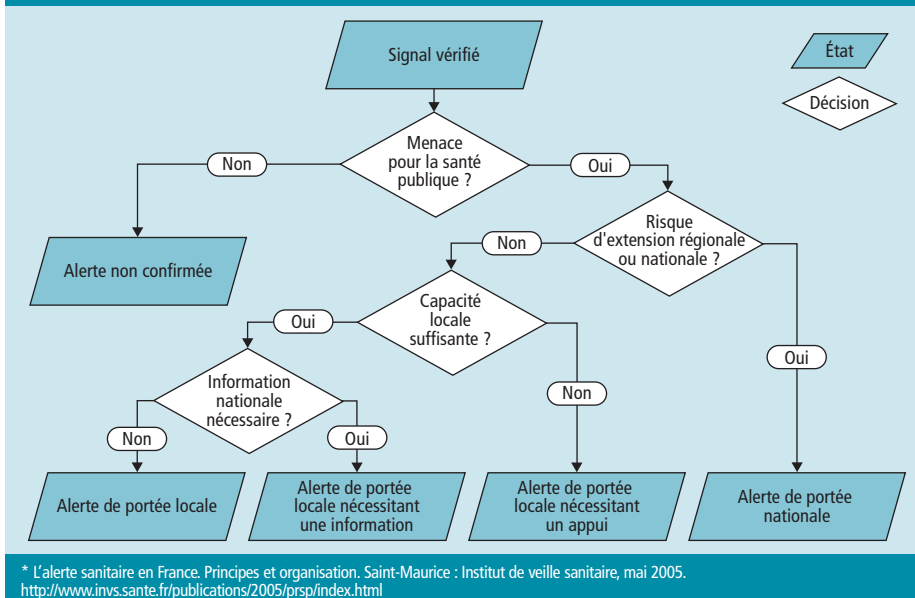 Signal vérifié
État
Décision
Menace
pour la santé
publique ?
Non
Oui
Alerte non confirmée
Risque
d'extension régionale
ou nationale ?
Non
Oui
Capacité
locale
suffisante ?
Oui
Non
Information
nationale
nécessaire ?
Non
Oui
Alerte de portée locale
Alerte de portée
locale nécessitant
une information
Alerte de portée
locale nécessitant
un appui
Alerte de portée
nationale
* L'alerte sanitaire en France. Principes et organisation. Saint-Maurice : Institut de veille sanitaire, mai 2005.
http://www.invs.sante.fr/publications/2005/prsp/index.html